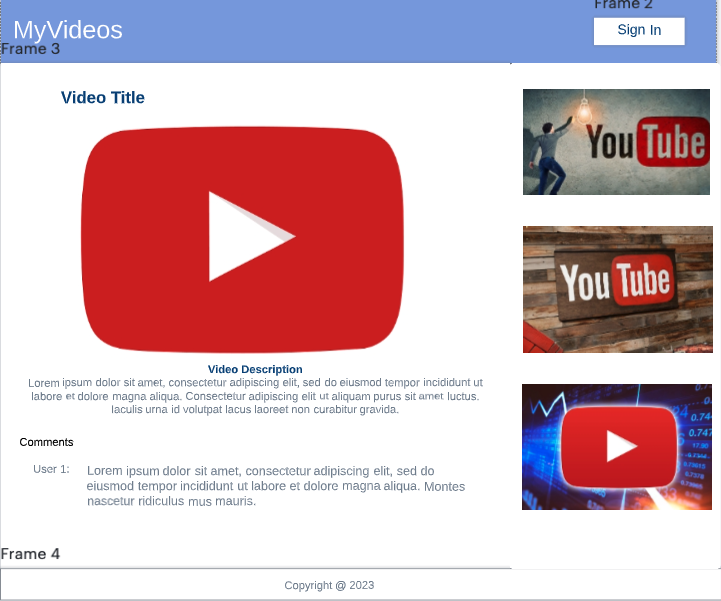 Frame 2
MyVideos
Sign In
Frame 3
Video Title
You Tube
You Tube
Video Description
Lorem ipsum dolor sit amet, consectetur adipiscing elit, sed do eiusmod tempor incididunt ut
labore et dolore magna aliqua. Consectetur adipiscing elit ut aliquam purus sit amet luctus.
Iaculis urna id volutpat lacus laoreet non curabitur gravida.
Comments
User 1:
Lorem ipsum dolor sit amet, consectetur adipiscing elit, sed do
eiusmod tempor incididunt ut labore et dolore magna aliqua. Montes
nascetur ridiculus mus mauris.
Frame 4
Copyright @ 2023